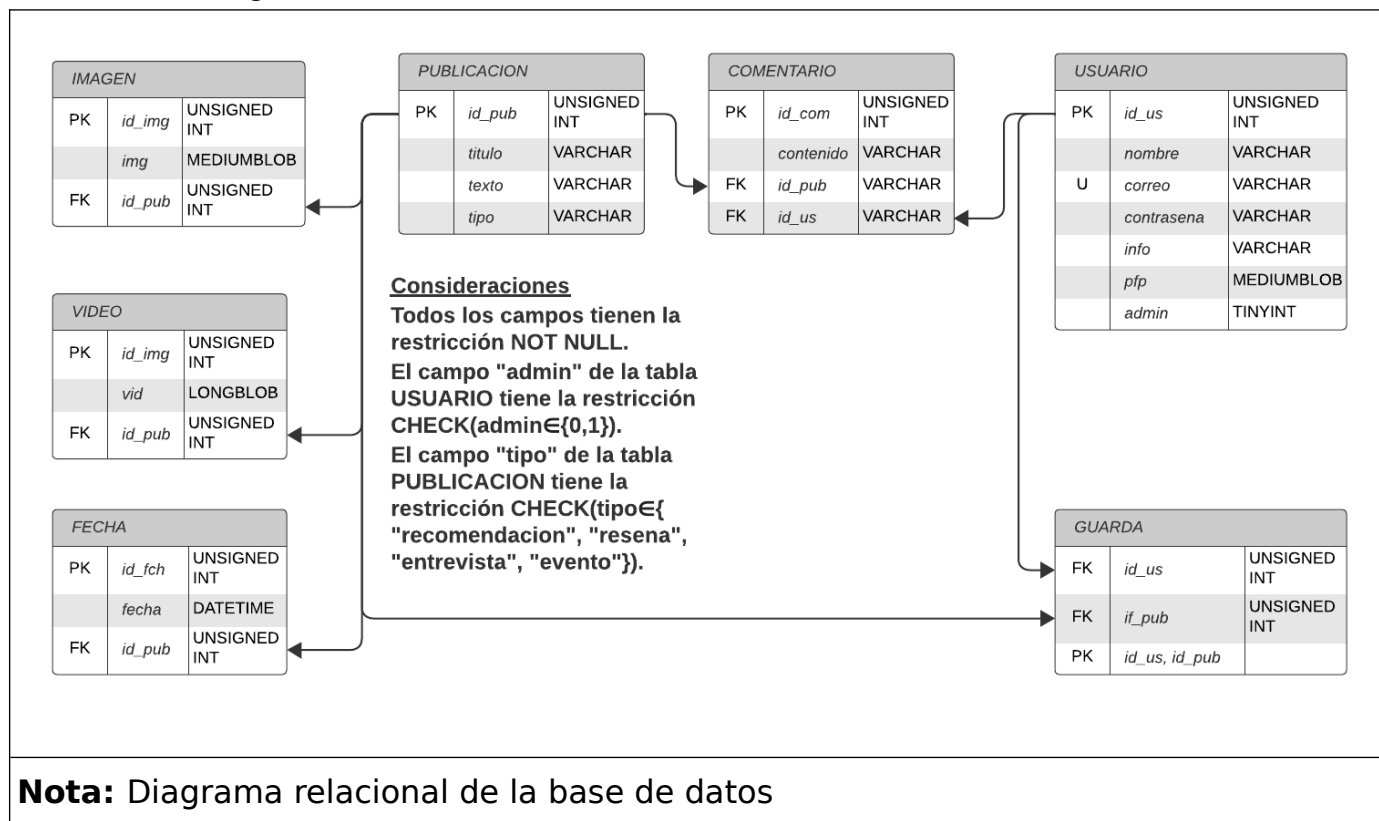 IMAGEN
PK id_img UNSIGNED INT
img MEDIUMBLOB
FK id_pub UNSIGNED INT
PUBLICACION
PK id_pub UNSIGNED INT
titulo VARCHAR
texto VARCHAR
tipo VARCHAR
COMENTARIO
PK id_com UNSIGNED INT
contenido VARCHAR
FK id_pub VARCHAR
FK id_us VARCHAR
USUARIO
PK id_us UNSIGNED INT
nombre VARCHAR
U correo VARCHAR
contrasena VARCHAR
info VARCHAR
pfp MEDIUMBLOB
admin TINYINT
VIDEO
PK id_img UNSIGNED INT
vid LONGBLOB
FK id_pub UNSIGNED INT
Consideraciones
Todos los campos tienen la
restricción NOT NULL.
El campo "admin" de la tabla
USUARIO tiene la restricción
CHECK(admin∈{0,1}).
El campo "tipo" de la tabla
PUBLICACION tiene la
restricción CHECK(tipo∈{
"recomendacion", "resena",
"entrevista", "evento"}).
FECHA
PK id_fch UNSIGNED INT
fecha DATETIME
FK id_pub UNSIGNED INT
GUARDA
FK id_us UNSIGNED INT
FK if_pub UNSIGNED INT
PK id_us, id_pub
Nota: Diagrama relacional de la base de datos